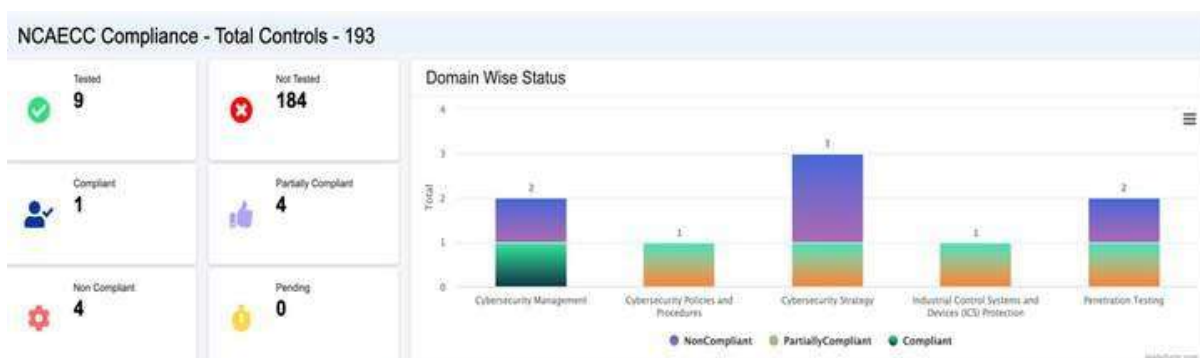 NCAECC Compliance - Total Controls - 193
Tested
9
Not Tested
184
Compliant
1
Partially Compliant
4
Non Compliant
4
Pending
0
Domain Wise Status
Total
4
3
2
1
0
2
1
3
1
2
Cybersecurity Management
Cybersecurity Policies and
Procedures
Cybersecurity Strategy
Industrial Control Systems and
Devices (ICS) Protection
Penetration Testing
NonCompliant
PartiallyCompliant
Compliant